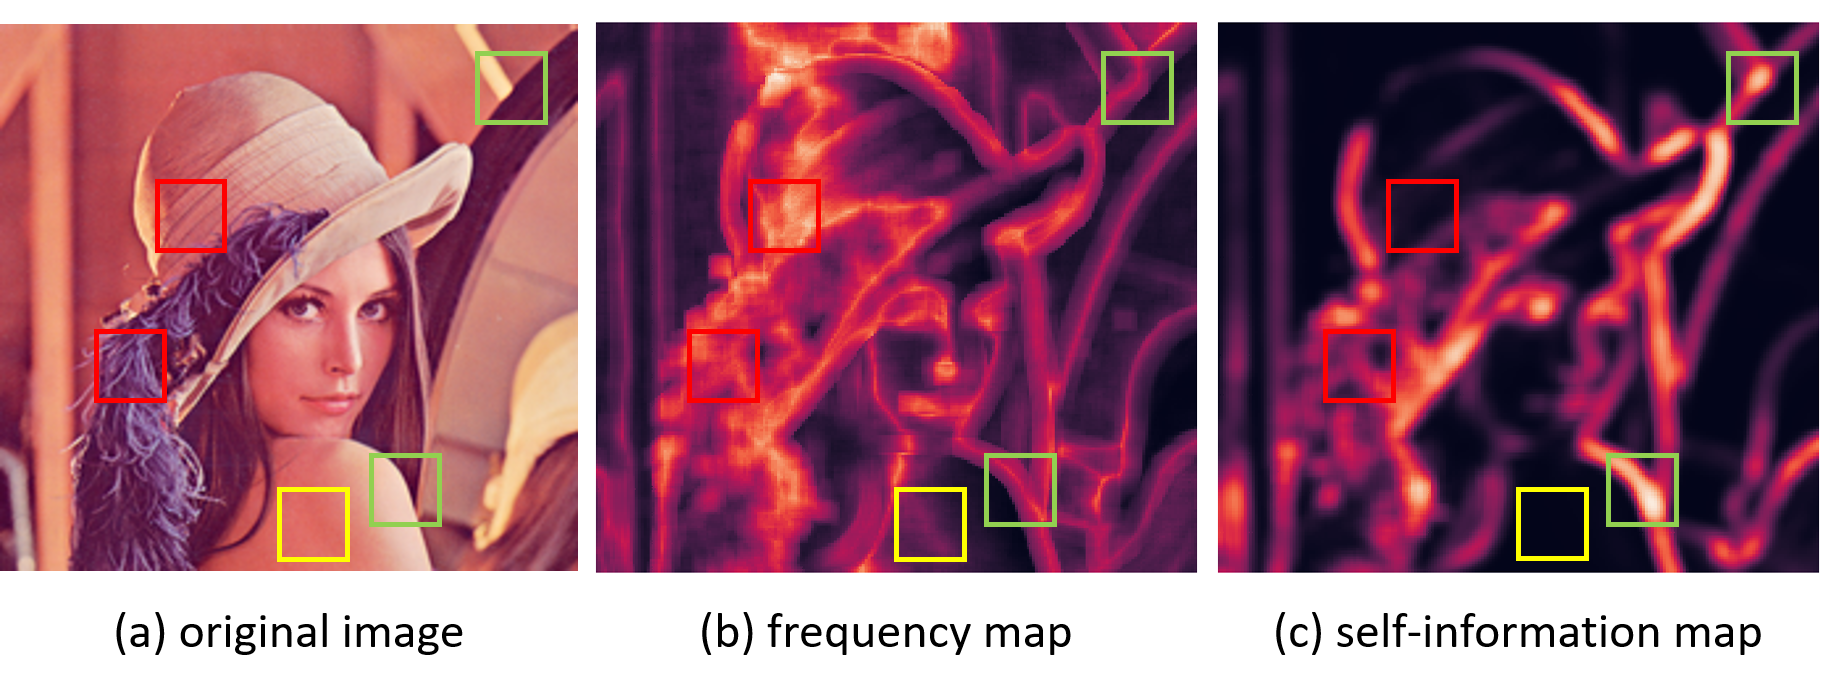 (a) original image
(b) frequency map
(c) self-information map